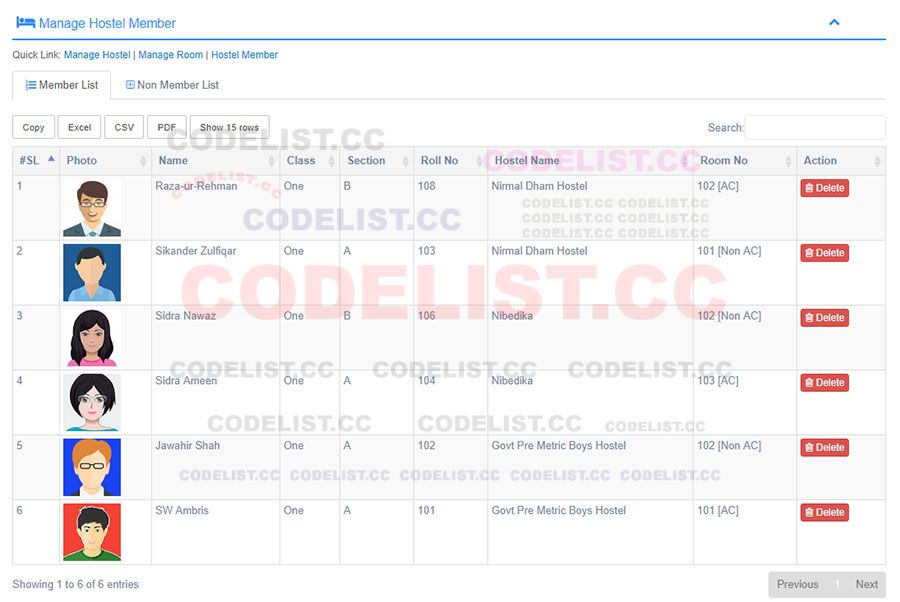 Manage Hostel Member
Quick Link: Manage Hostel | Manage Room | Hostel Member
Member List Non Member List
Copy Excel CSV PDF Show 15 rows Search:
CODELIST.CC
#SL Photo Name Class Section Roll No Hostel Name Room No Action
CODELIST.CC
1 Raza-ur-Rehman One B 108 Nirmal Dham Hostel 102 [AC] Delete
CODELIST.CC
CODELIST.CC CODELIST.CC
CODELIST.CC CODELIST.CC CODELIST.CC
CODELIST.CC CODELIST.CC
2 Sikander Zulfiqar One A 103 Nirmal Dham Hostel 101 [Non AC] Delete
CODELIST.CC
3 Sidra Nawaz One B 106 Nibedika 102 [Non AC] Delete
CODELIST.CC CODELIST.CC CODELIST.CC
4 Sidra Ameen One A 104 Nibedika 103 [AC] Delete
CODELIST.CC CODELIST.CC CODELIST.CC
5 Jawahir Shah One A 102 Govt Pre Metric Boys Hostel 102 [Non AC] Delete
CODELIST.CC CODELIST.CC CODELIST.CC CODELIST.CC CODELIST.CC
6 SW Ambris One A 101 Govt Pre Metric Boys Hostel 101 [AC] Delete
Showing 1 to 6 of 6 entries Previous 1 Next